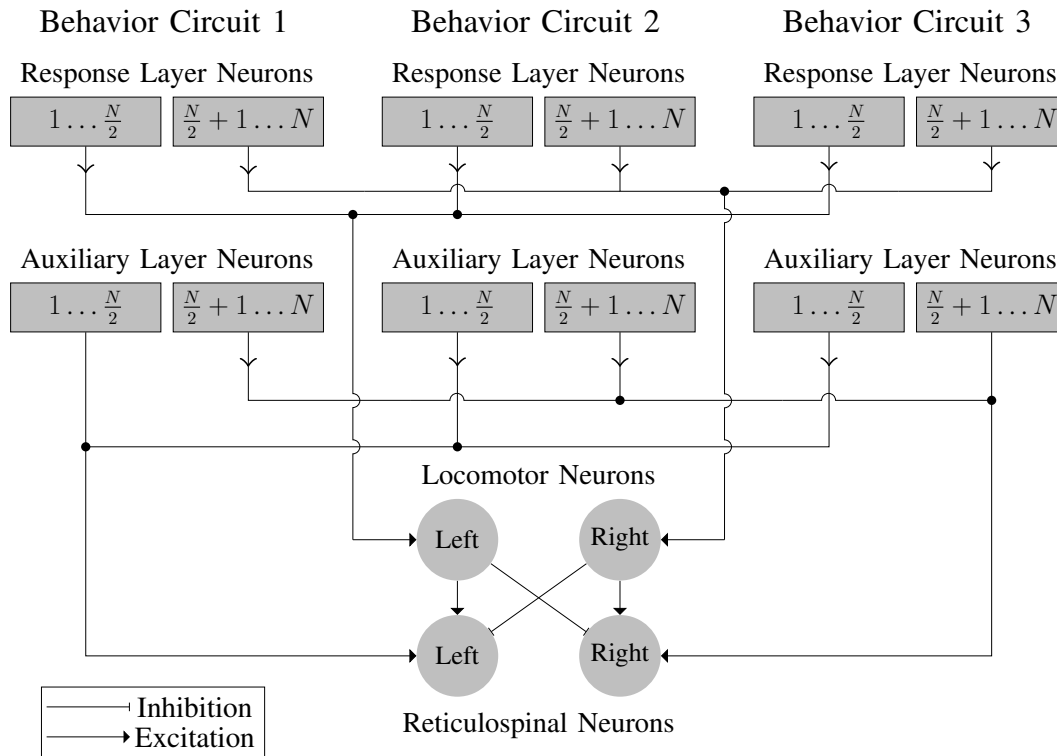 Behavior Circuit 1 Behavior Circuit 2 Behavior Circuit 3
Response Layer Neurons Response Layer Neurons Response Layer Neurons
1 … N/2 N/2 + 1 … N 1 … N/2 N/2 + 1 … N 1 … N/2 N/2 + 1 … N
Auxiliary Layer Neurons Auxiliary Layer Neurons Auxiliary Layer Neurons
1 … N/2 N/2 + 1 … N 1 … N/2 N/2 + 1 … N 1 … N/2 N/2 + 1 … N
Locomotor Neurons
Left Right
Left Right
Reticulospinal Neurons
Inhibition
Excitation